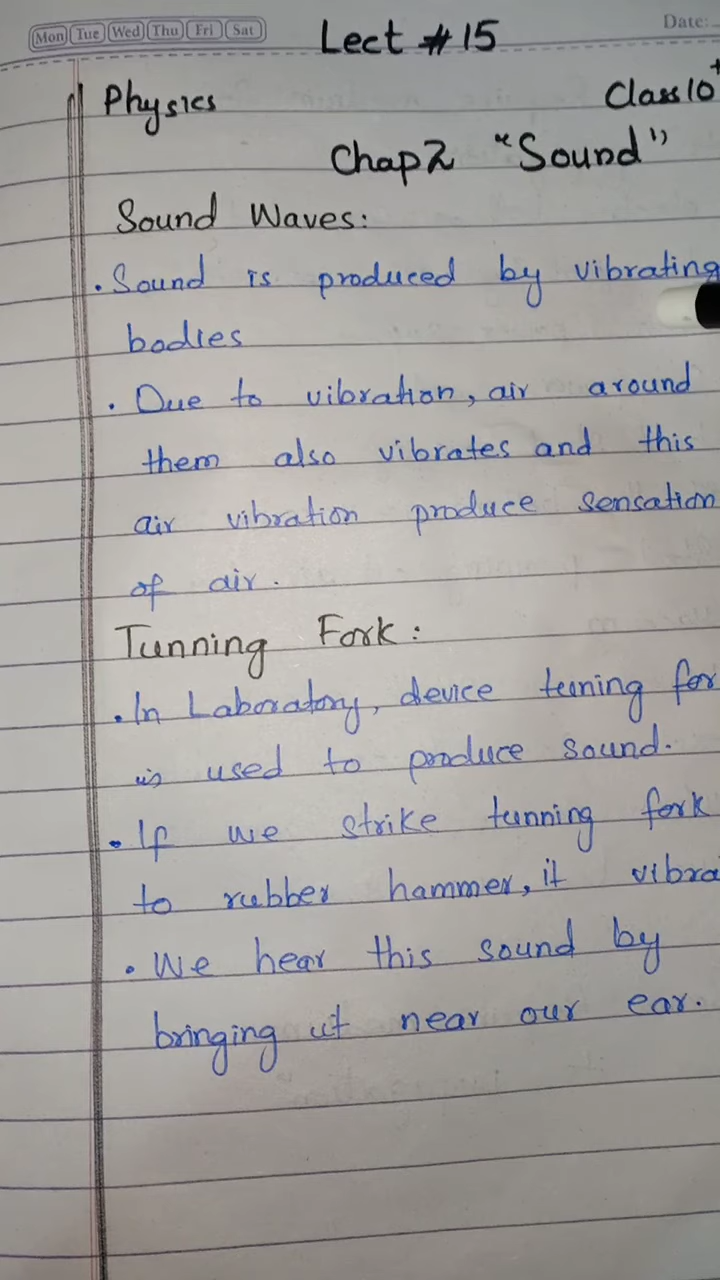 Mon Tue Wed Thu Fri Sat
Lect # 15
Date:
Physics
Class 10+
Chap 2 "Sound"
Sound Waves:
• Sound is produced by vibrating
bodies
• Due to vibration, air around
them also vibrates and this
air vibration produce sensation
of air.
Tunning Fork:
• In Laboratory, device tuning for
is used to produce sound.
• If we strike tunning fork
to rubber hammer, it vibra
• We hear this sound by
bringing it near our ear.